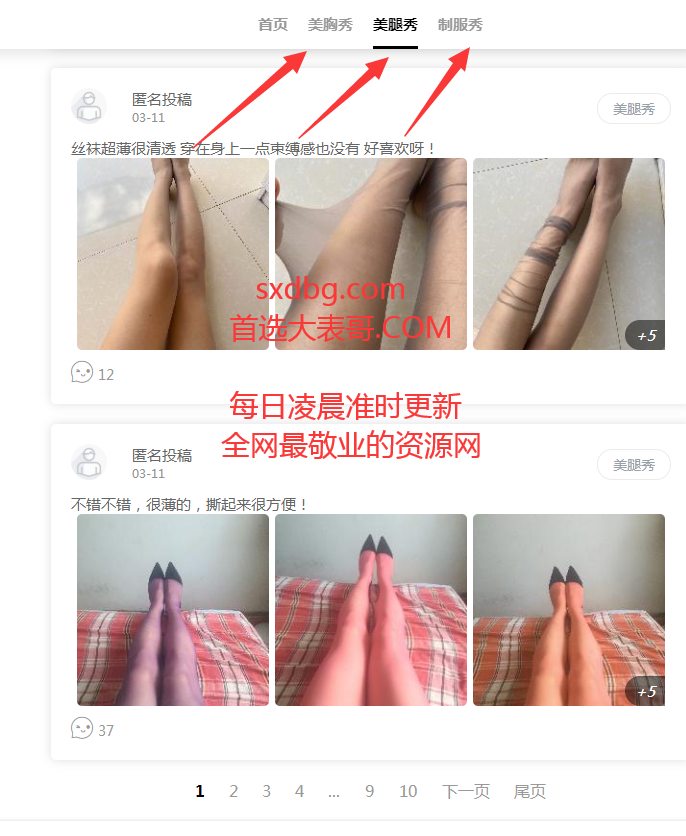 首页 美胸秀 美腿秀 制服秀
匿名投稿
03-11
美腿秀
丝袜超薄很清透 穿在身上一点束缚感也没有 好喜欢呀！
sxdbg.com
首选大表哥.COM
+5
12
每日凌晨准时更新
全网最敬业的资源网
匿名投稿
03-11
美腿秀
不错不错，很薄的，撕起来很方便！
+5
37
1 2 3 4 ... 9 10 下一页 尾页